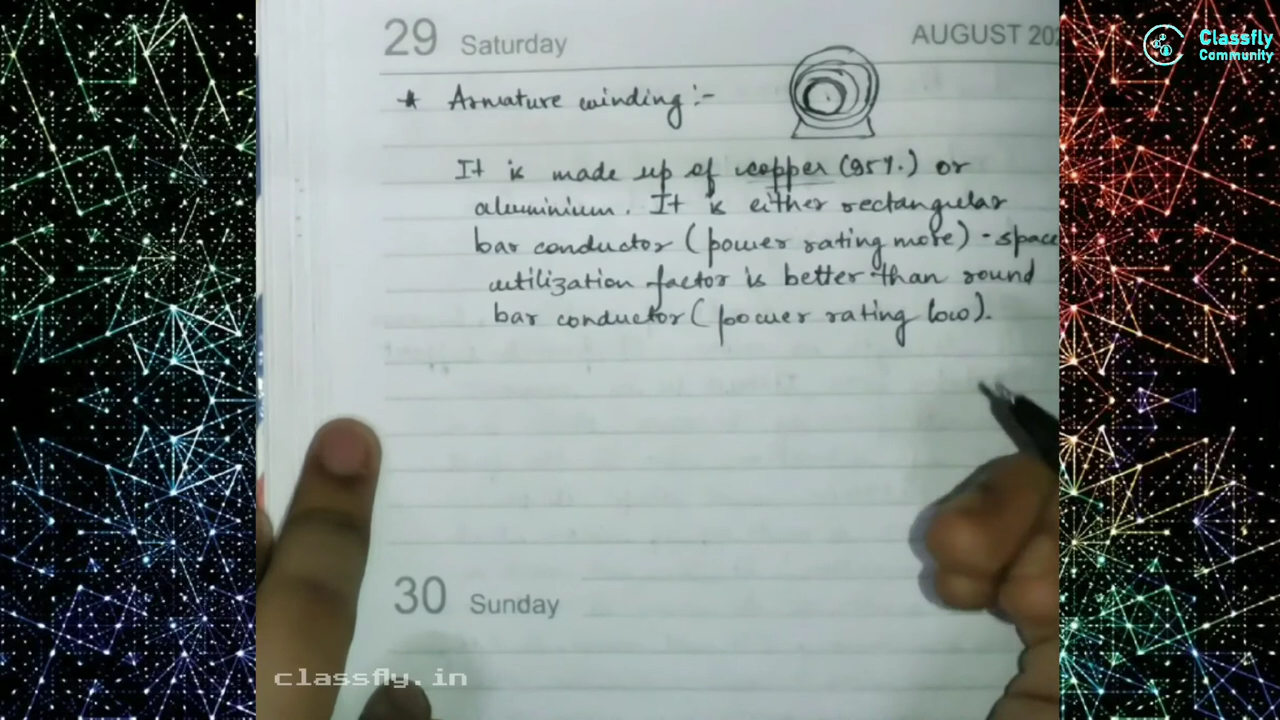 29 Saturday
AUGUST 202
Classfly
Community
* Armature winding :-
It is made up of copper (95%.) or
aluminium. It is either rectangular
bar conductor (power rating more) - space
utilization factor is better than round
bar conductor (power rating low).
30 Sunday
classfly.in